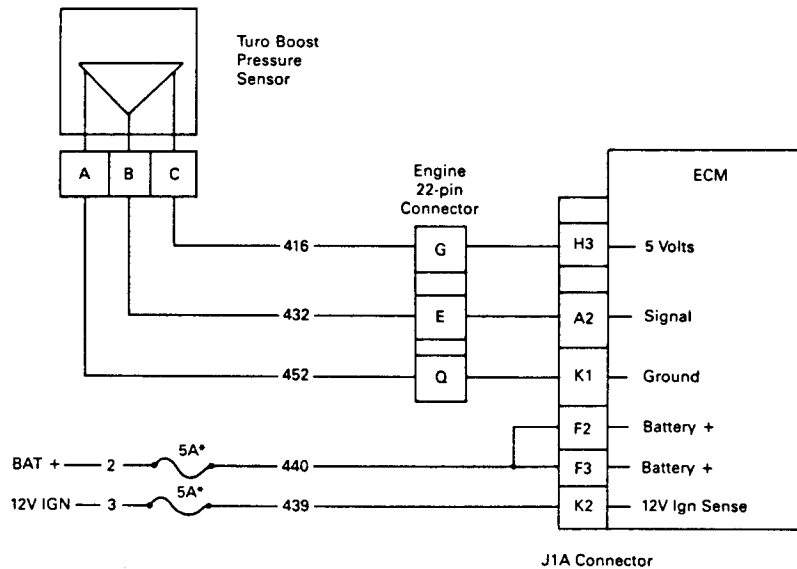 Turo Boost
Pressure
Sensor
A B C
Engine
22-pin
Connector
ECM
416 G H3 5 Volts
432 E A2 Signal
452 Q K1 Ground
F2 Battery +
BAT + 2 5A* 440 F3 Battery +
12V IGN 3 5A* 439 K2 12V Ign Sense
J1A Connector